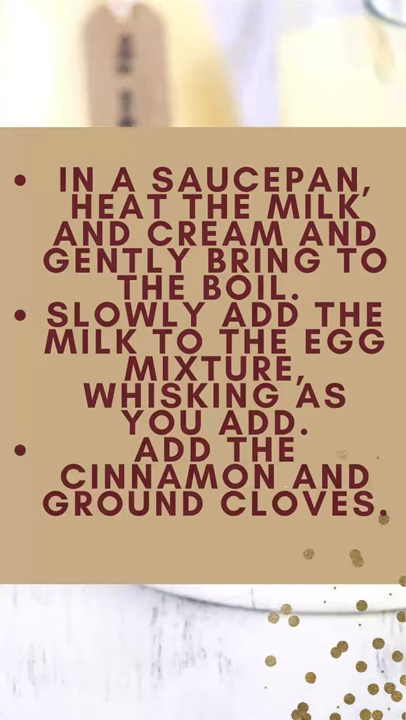 • IN A SAUCEPAN,
HEAT THE MILK
AND CREAM AND
GENTLY BRING TO
THE BOIL.
• SLOWLY ADD THE
MILK TO THE EGG
MIXTURE,
WHISKING AS
YOU ADD.
• ADD THE
CINNAMON AND
GROUND CLOVES.